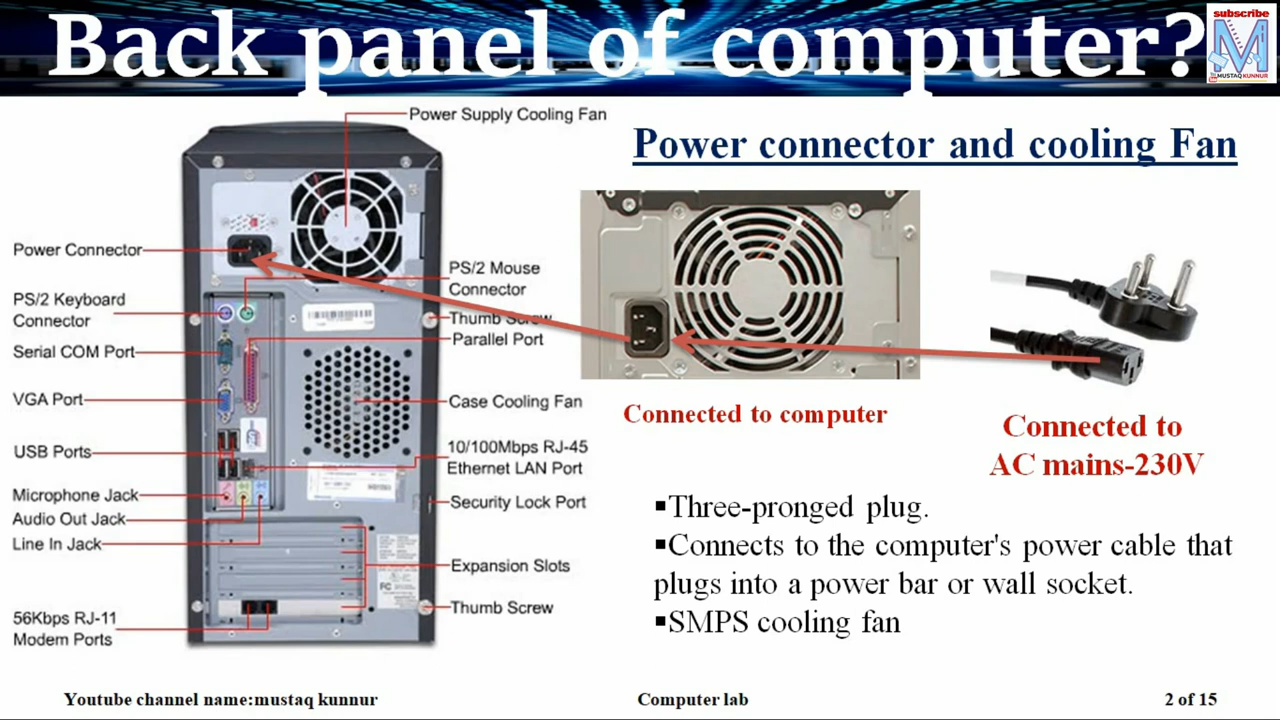 Back panel of computer?
subscribe
MUSTAQ KUNNUR
Power Supply Cooling Fan
Power connector and cooling Fan
Power Connector
PS/2 Mouse
Connector
PS/2 Keyboard
Connector
Thumb Screw
Parallel Port
Serial COM Port
VGA Port
Case Cooling Fan
USB Ports
10/100Mbps RJ-45
Ethernet LAN Port
Microphone Jack
Security Lock Port
Audio Out Jack
Line In Jack
Expansion Slots
FC
Thumb Screw
56Kbps RJ-11
Modem Ports
Connected to computer
Connected to
AC mains-230V
▪Three-pronged plug.
▪Connects to the computer's power cable that
plugs into a power bar or wall socket.
▪SMPS cooling fan
Youtube channel name:mustaq kunnur
Computer lab
2 of 15